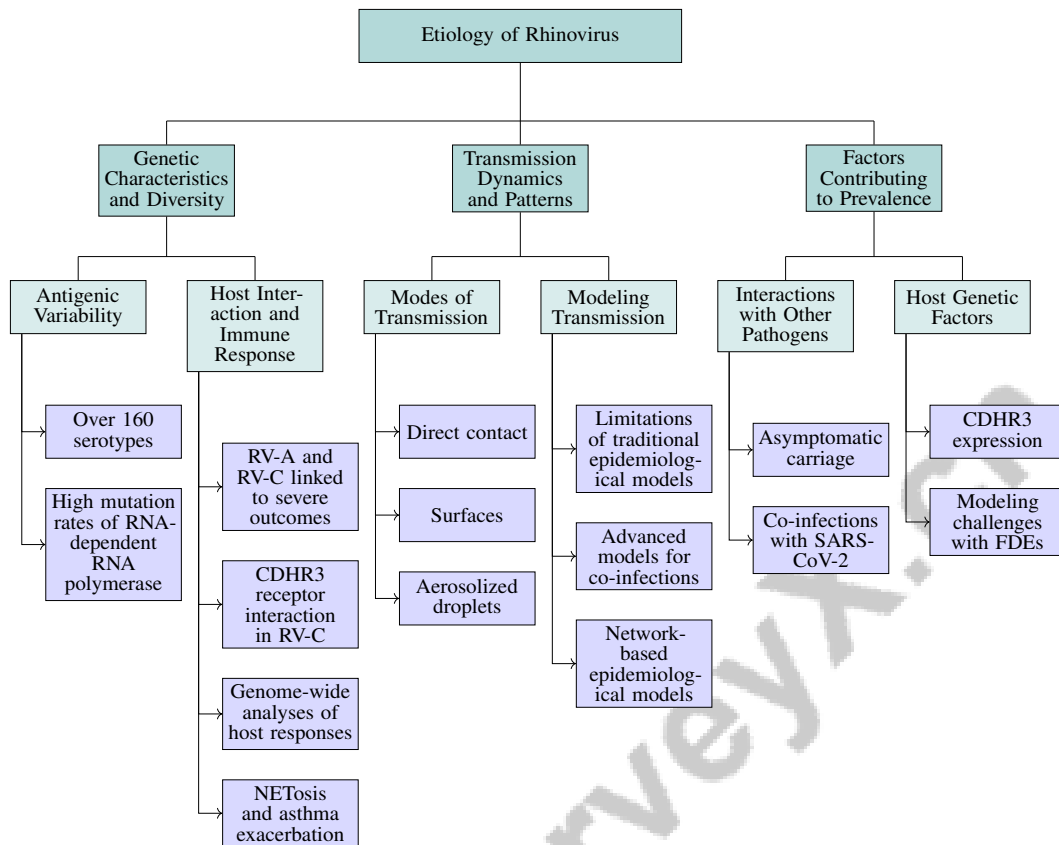 Etiology of Rhinovirus
Genetic
Characteristics
and Diversity
Transmission
Dynamics
and Patterns
Factors
Contributing
to Prevalence
Antigenic
Variability
Host Inter-
action and
Immune
Response
Modes of
Transmission
Modeling
Transmission
Interactions
with Other
Pathogens
Host Genetic
Factors
Over 160
serotypes
High mutation
rates of RNA-
dependent
RNA
polymerase
RV-A and
RV-C linked
to severe
outcomes
CDHR3
receptor
interaction
in RV-C
Genome-wide
analyses of
host responses
NETosis
and asthma
exacerbation
Direct contact
Surfaces
Aerosolized
droplets
Limitations
of traditional
epidemiolog-
ical models
Advanced
models for
co-infections
Network-
based
epidemiolog-
ical models
Asymptomatic
carriage
Co-infections
with SARS-
CoV-2
CDHR3
expression
Modeling
challenges
with FDEs
rveyx.cn